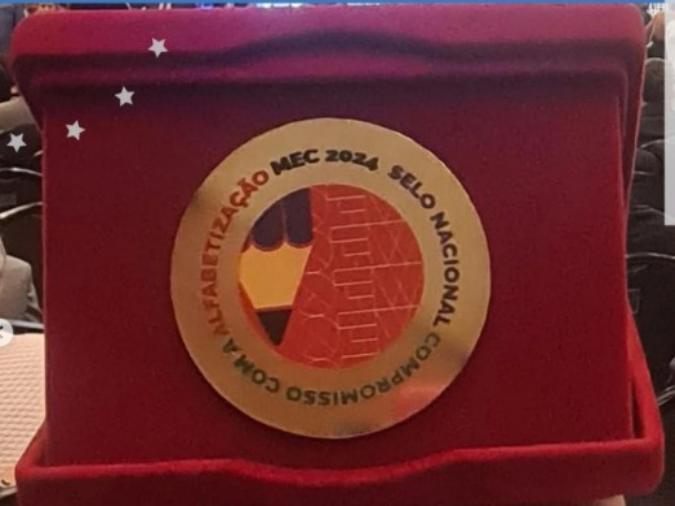 MEC 2024 SELO NACIONAL COMPROMISSO COM A ALFABETIZAÇÃO